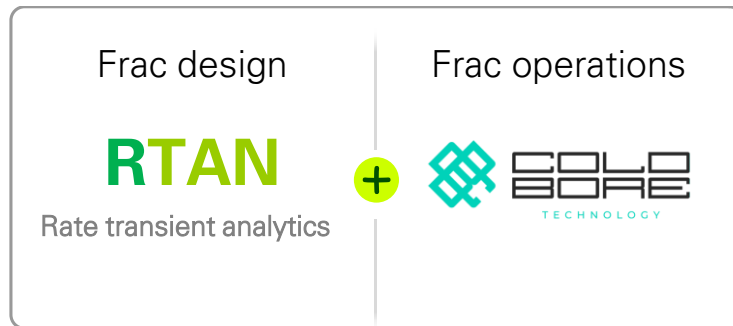 Frac design
RTAN
Rate transient analytics
+
Frac operations
COLD
BORE
TECHNOLOGY